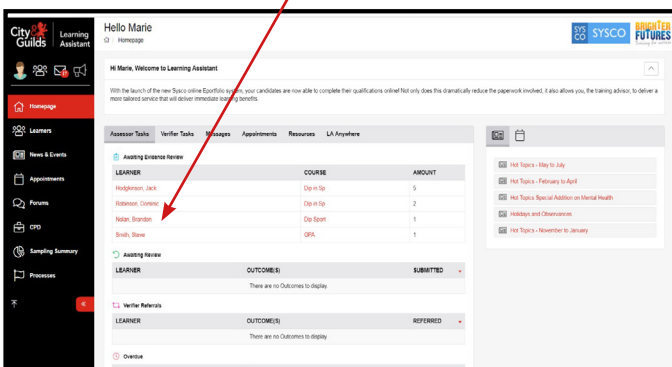 City & Guilds
Learning Assistant
Hello Marie
Homepage
SYSCO
SYSCO
BRIGHTER FUTURES
Hi Marie, Welcome to Learning Assistant
With the launch of the new Sysco online Eportfolio system, your candidates are now able to complete their qualifications online! Not only does this dramatically reduce the paperwork involved, it also allows you, the training advisor, to deliver a
more tailored service that will deliver immediate learning benefits.
Homepage
Learners
News & Events
Appointments
Forums
CPD
Sampling Summary
Processes
Assessor Tasks Verifier Tasks Messages Appointments Resources LA Anywhere
Awaiting Evidence Review
LEARNER COURSE AMOUNT
Hodgkinson, Jack Dip in Sp 5
Robinson, Dominic Dip in Sp 2
Nolan, Brandon Dip Sport 1
Smith, Steve GPA 1
Awaiting Review
LEARNER OUTCOME(S) SUBMITTED
There are no Outcomes to display.
Verifier Referrals
LEARNER OUTCOME(S) REFERRED
There are no Outcomes to display
Overdue
Hot Topics - May to July
Hot Topics - February to April
Hot Topics Special Addition on Mental Health
Holidays and Observances
Hot Topics - November to January